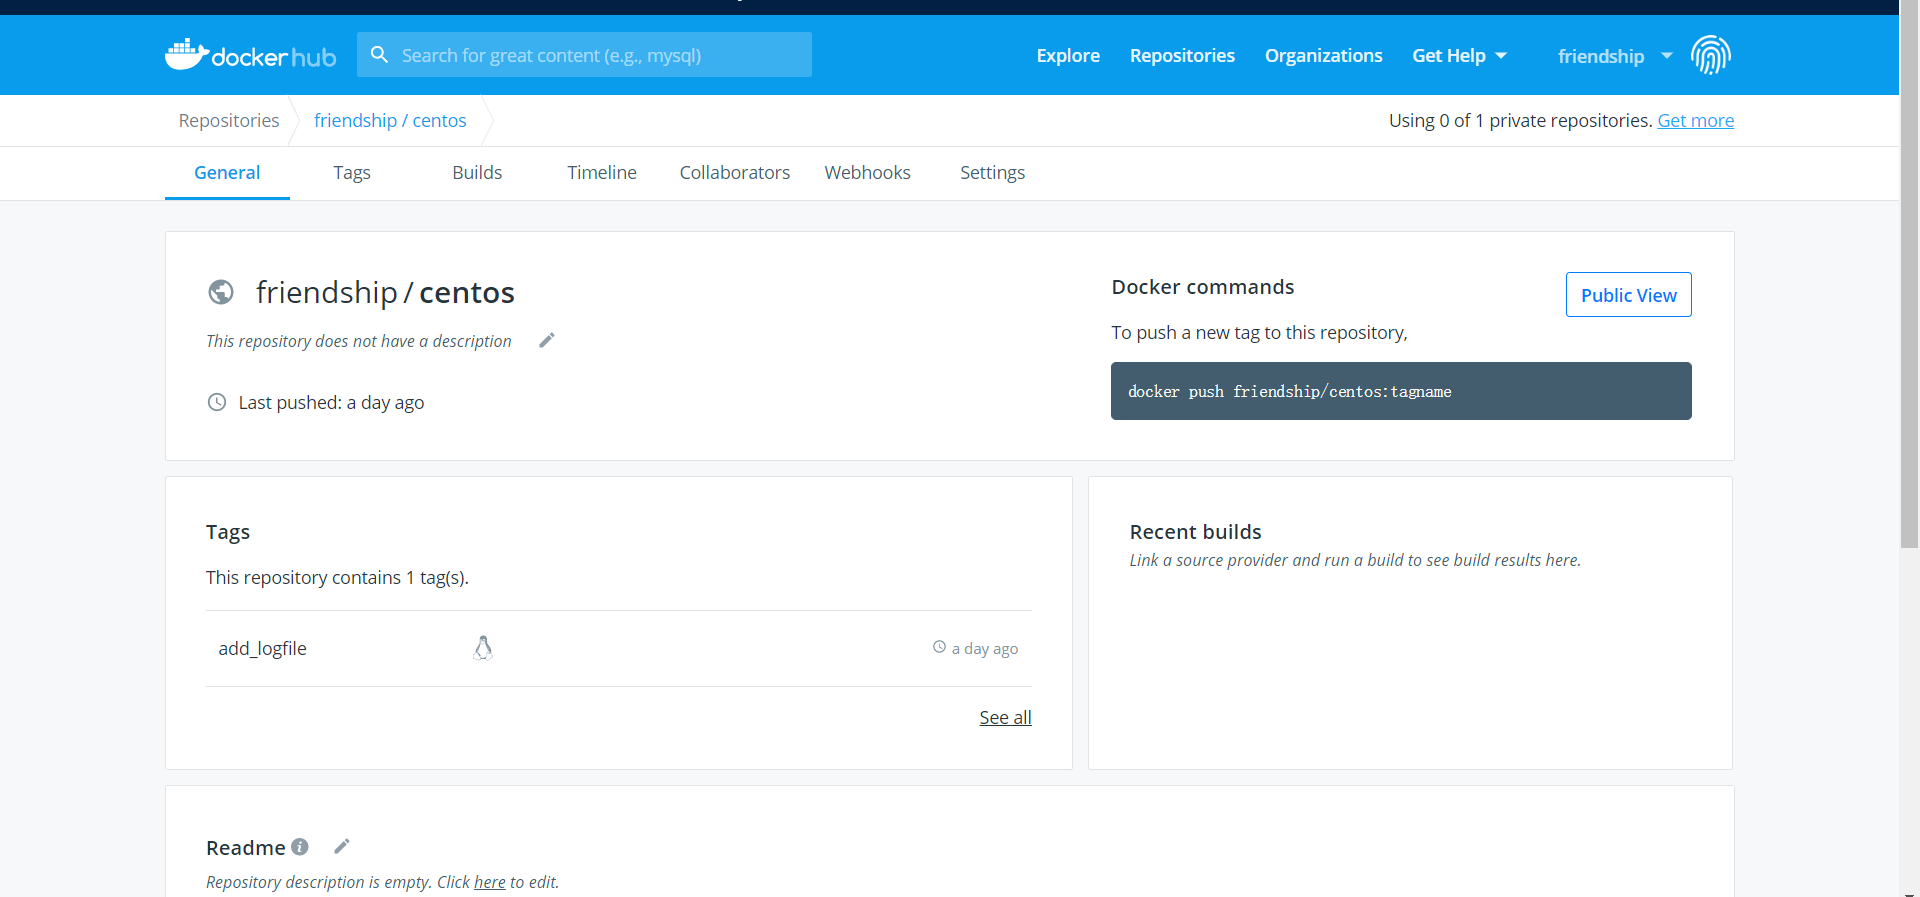 docker hub
Search for great content (e.g., mysql)
Explore
Repositories
Organizations
Get Help
friendship
Repositories
friendship / centos
Using 0 of 1 private repositories. Get more
General
Tags
Builds
Timeline
Collaborators
Webhooks
Settings
friendship / centos
This repository does not have a description
Last pushed: a day ago
Docker commands
Public View
To push a new tag to this repository,
docker push friendship/centos:tagname
Tags
This repository contains 1 tag(s).
add_logfile
a day ago
See all
Recent builds
Link a source provider and run a build to see build results here.
Readme
Repository description is empty. Click here to edit.